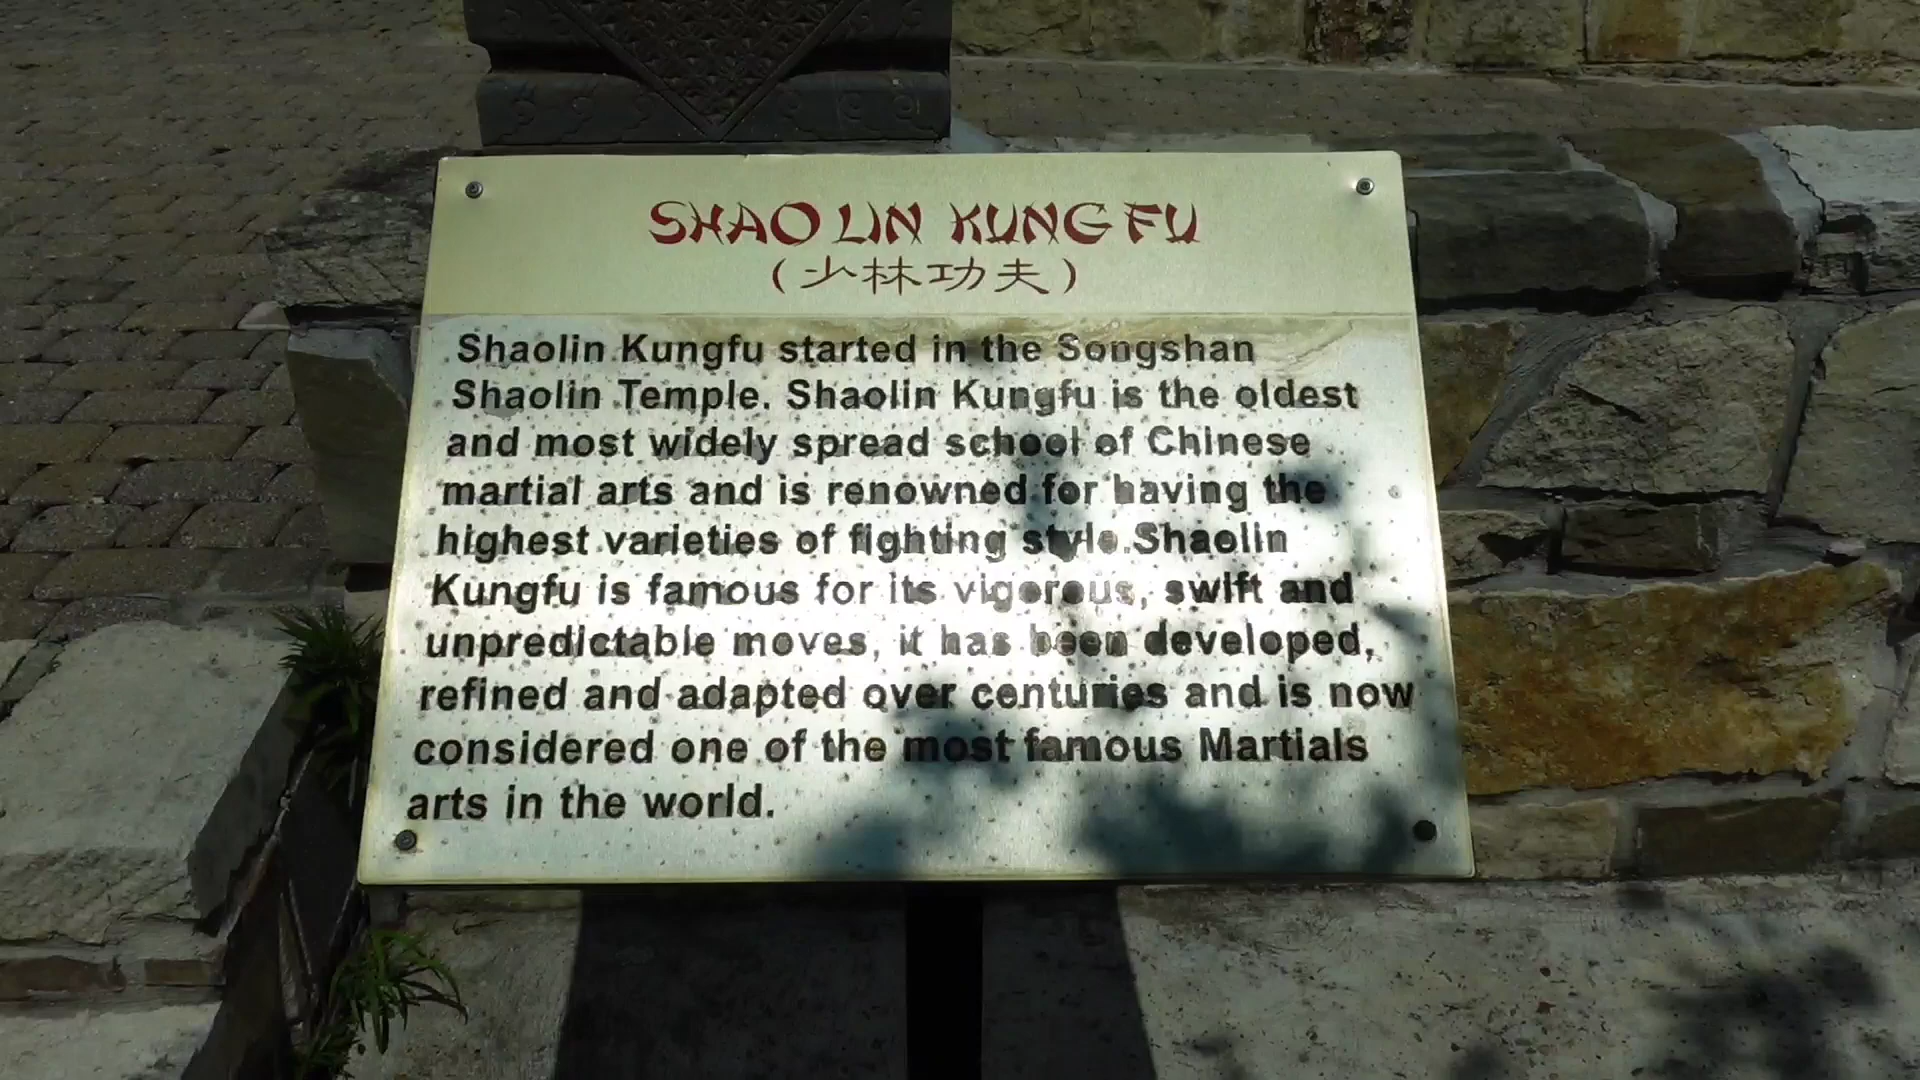 SHAO LIN KUNG FU
(少林功夫)
Shaolin Kungfu started in the Songshan
Shaolin Temple. Shaolin Kungfu is the oldest
and most widely spread school of Chinese
martial arts and is renowned for having the
highest varieties of fighting style.Shaolin
Kungfu is famous for its vigorous, swift and
unpredictable moves, it has been developed,
refined and adapted over centuries and is now
considered one of the most famous Martials
arts in the world.